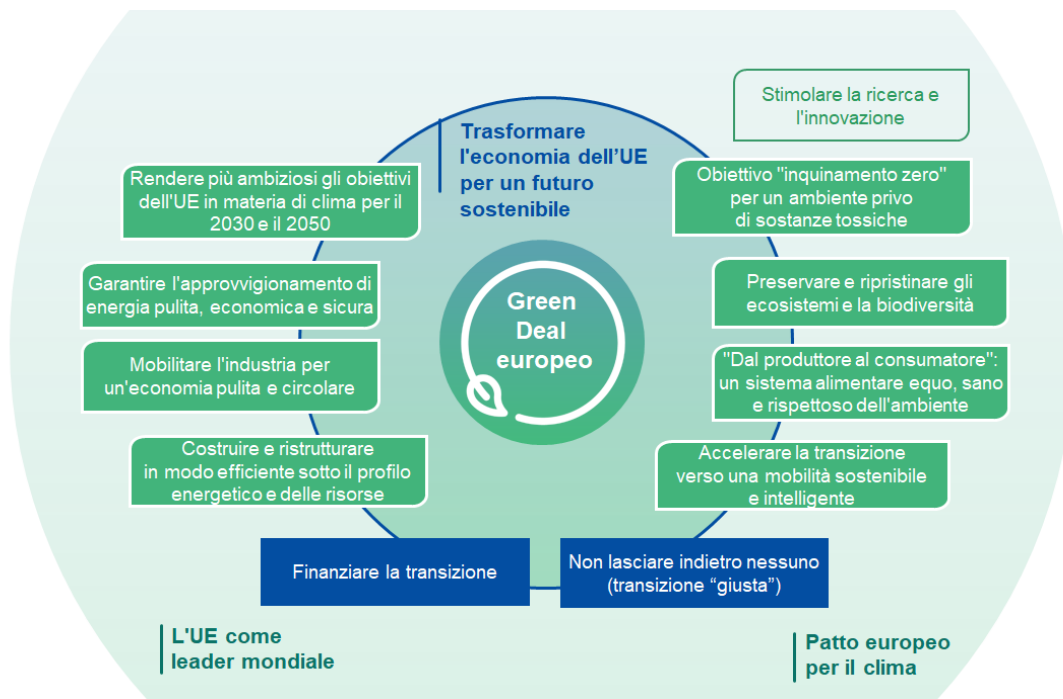 Stimolare la ricerca e
l'innovazione
Trasformare
l'economia dell’UE
per un futuro
sostenibile
Rendere più ambiziosi gli obiettivi
dell'UE in materia di clima per il
2030 e il 2050
Obiettivo "inquinamento zero"
per un ambiente privo
di sostanze tossiche
Garantire l'approvvigionamento di
energia pulita, economica e sicura
Preservare e ripristinare gli
ecosistemi e la biodiversità
Green
Deal
europeo
Mobilitare l'industria per
un'economia pulita e circolare
"Dal produttore al consumatore":
un sistema alimentare equo, sano
e rispettoso dell'ambiente
Costruire e ristrutturare
in modo efficiente sotto il profilo
energetico e delle risorse
Accelerare la transizione
verso una mobilità sostenibile
e intelligente
Finanziare la transizione
Non lasciare indietro nessuno
(transizione “giusta”)
L'UE come
leader mondiale
Patto europeo
per il clima